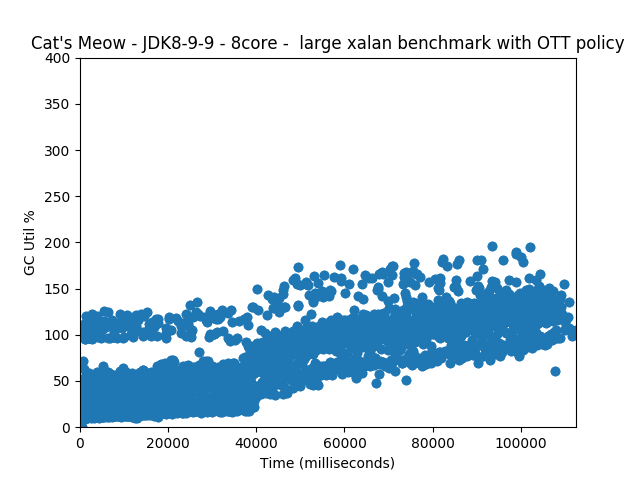 Cat's Meow - JDK8-9-9 - 8core -  large xalan benchmark with OTT policy
400
350
300
250
200
150
100
50
0
GC Util %
0 20000 40000 60000 80000 100000
Time (milliseconds)